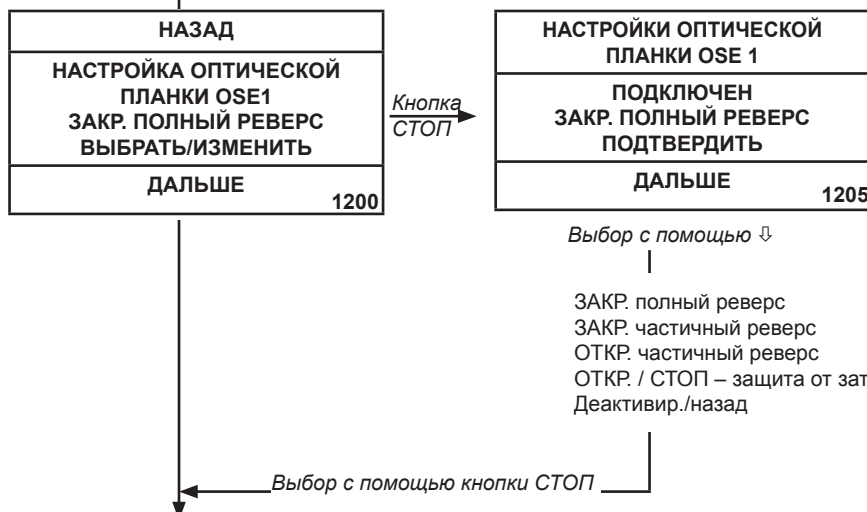 НАЗАД
НАСТРОЙКА ОПТИЧЕСКОЙ
ПЛАНКИ OSE1
ЗАКР. ПОЛНЫЙ РЕВЕРС
ВЫБРАТЬ/ИЗМЕНИТЬ
ДАЛЬШЕ
1200
Кнопка
СТОП
НАСТРОЙКИ ОПТИЧЕСКОЙ
ПЛАНКИ OSE 1
ПОДКЛЮЧЕН
ЗАКР. ПОЛНЫЙ РЕВЕРС
ПОДТВЕРДИТЬ
ДАЛЬШЕ
1205
Выбор с помощью ⇩
ЗАКР. полный реверс
ЗАКР. частичный реверс
ОТКР. частичный реверс
ОТКР. / СТОП – защита от
Деактивир./назад
Выбор с помощью кнопки СТОП